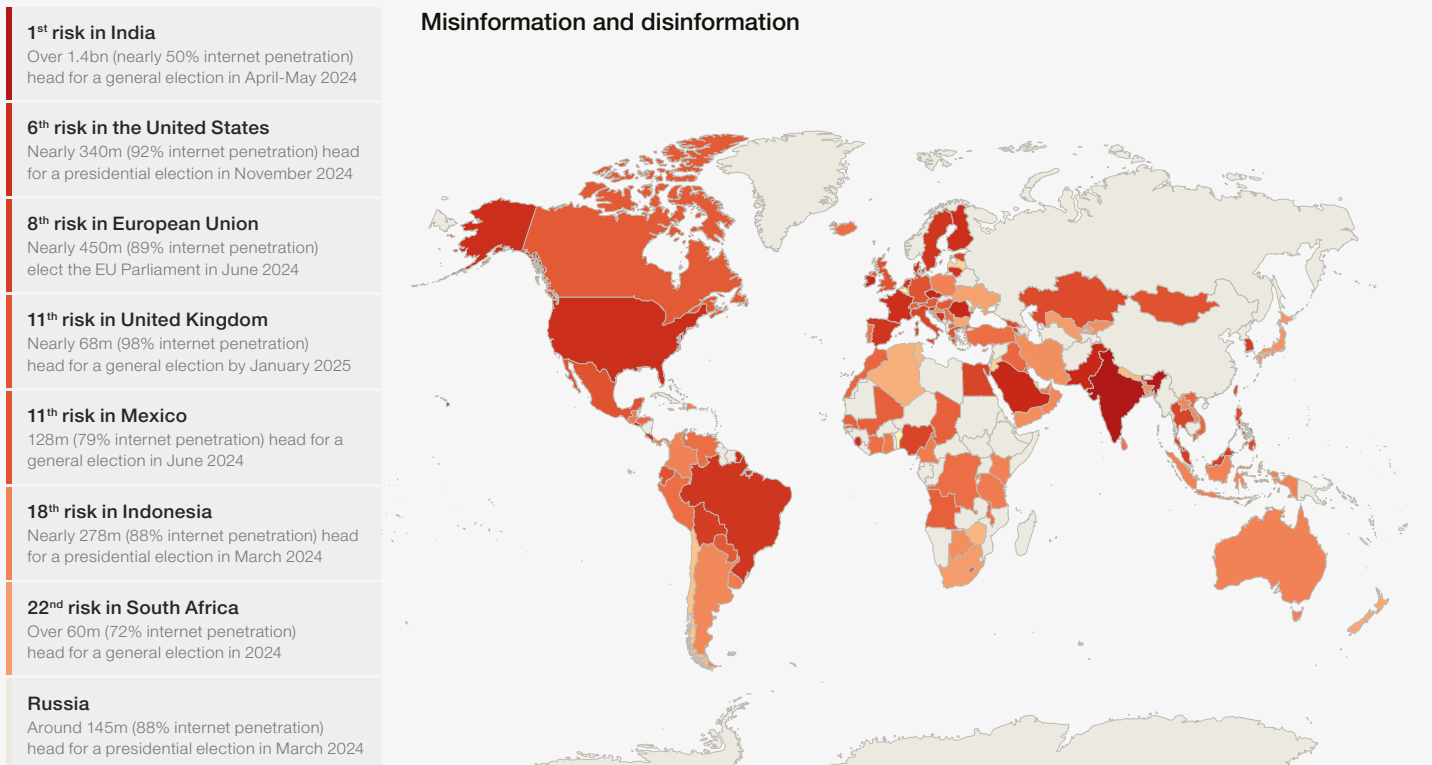 Misinformation and disinformation
1st risk in India
Over 1.4bn (nearly 50% internet penetration)
head for a general election in April-May 2024
6th risk in the United States
Nearly 340m (92% internet penetration) head
for a presidential election in November 2024
8th risk in European Union
Nearly 450m (89% internet penetration)
elect the EU Parliament in June 2024
11th risk in United Kingdom
Nearly 68m (98% internet penetration)
head for a general election by January 2025
11th risk in Mexico
128m (79% internet penetration) head for a
general election in June 2024
18th risk in Indonesia
Nearly 278m (88% internet penetration) head
for a presidential election in March 2024
22nd risk in South Africa
Over 60m (72% internet penetration)
head for a general election in 2024
Russia
Around 145m (88% internet penetration)
head for a presidential election in March 2024